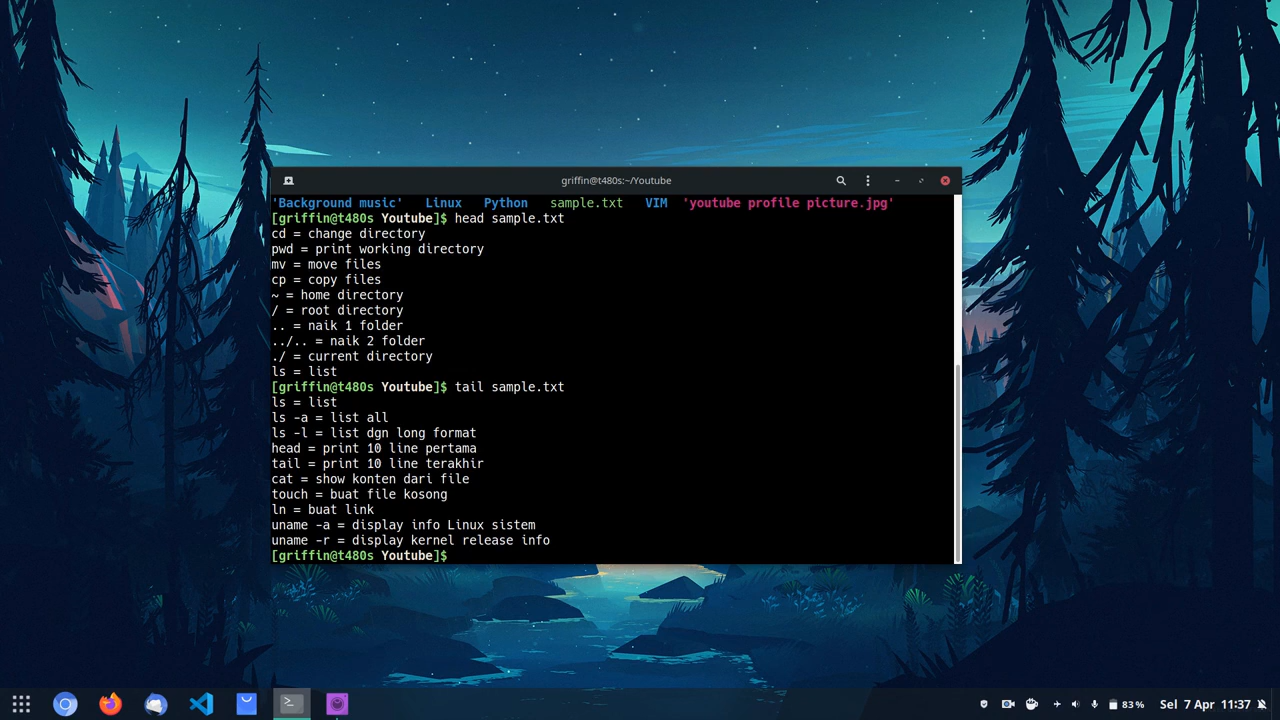 griffin@t480s:~/Youtube
'Background music'   Linux   Python   sample.txt   VIM  'youtube profile picture.jpg'
[griffin@t480s Youtube]$ head sample.txt
cd = change directory
pwd = print working directory
mv = move files
cp = copy files
~ = home directory
/ = root directory
.. = naik 1 folder
../.. = naik 2 folder
./ = current directory
ls = list
[griffin@t480s Youtube]$ tail sample.txt
ls = list
ls -a = list all
ls -l = list dgn long format
head = print 10 line pertama
tail = print 10 line terakhir
cat = show konten dari file
touch = buat file kosong
ln = buat link
uname -a = display info Linux sistem
uname -r = display kernel release info
[griffin@t480s Youtube]$
83 %
Sel 7 Apr 11:37